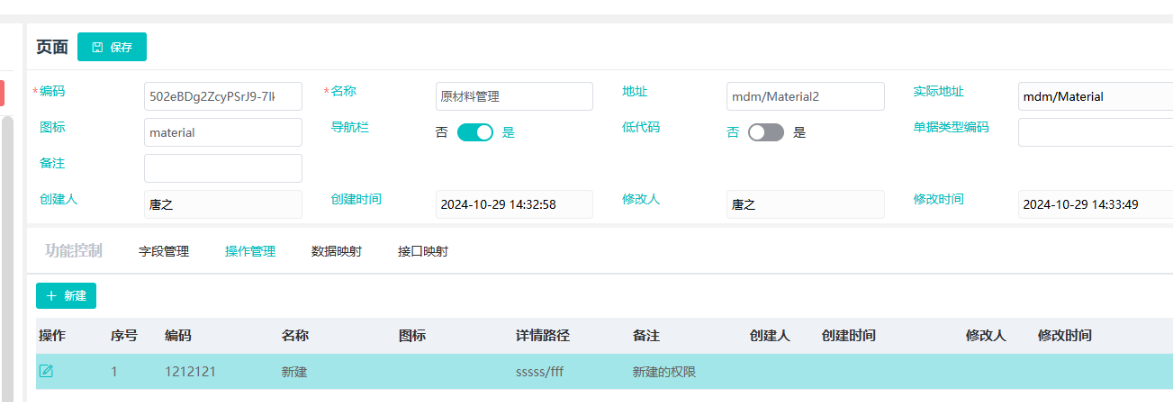 页面 保存
*编码 502eBDg2ZcyPSrJ9-7 *名称 原材料管理 地址 mdm/Material2 实际地址 mdm/Material
图标 material 导航栏 否 是 低代码 否 是 单据类型编码
备注
创建人 唐之 创建时间 2024-10-29 14:32:58 修改人 唐之 修改时间 2024-10-29 14:33:49
功能控制 字段管理 操作管理 数据映射 接口映射
+ 新建
操作 序号 编码 名称 图标 详情路径 备注 创建人 创建时间 修改人 修改时间
1 1212121 新建 sssss/fff 新建的权限